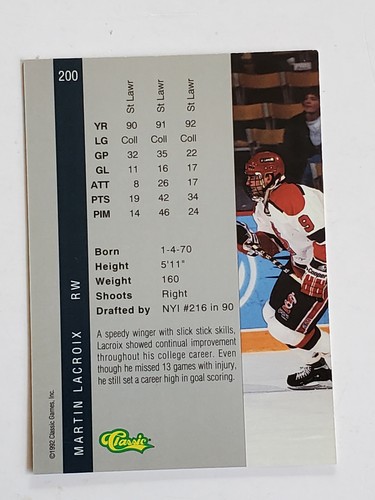 200
St Lawr St Lawr St Lawr
YR 90 91 92
LG Coll Coll Coll
GP 32 35 22
GL 11 16 17
ATT 8 26 17
PTS 19 42 34
PIM 14 46 24
Born 1-4-70
Height 5'11"
Weight 160
Shoots Right
Drafted by NYI #216 in 90
A speedy winger with slick stick skills,
Lacroix showed continual improvement
throughout his college career. Even
though he missed 13 games with injury,
he still set a career high in goal scoring.
Classic
MARTIN LACROIX RW
©1992 Classic Games, Inc.
9